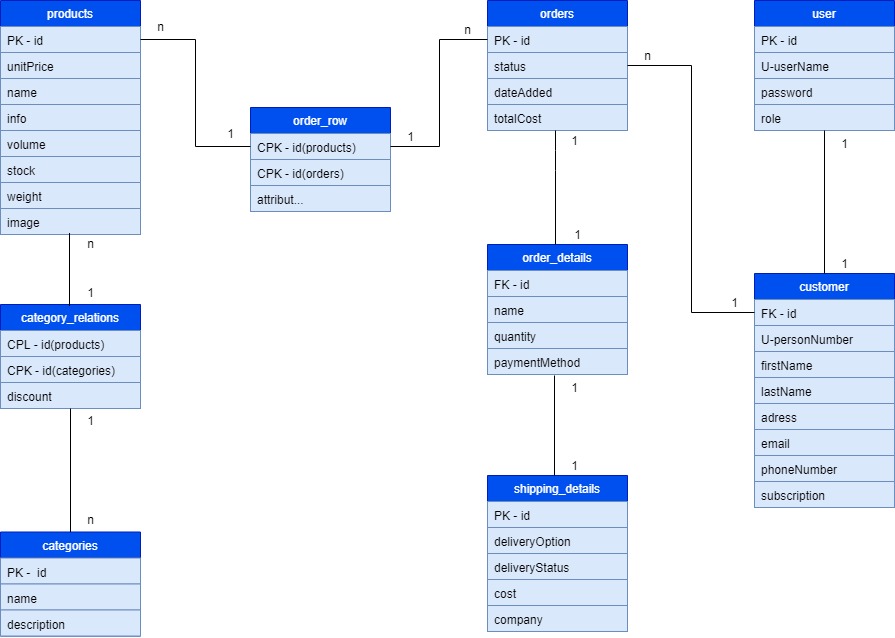 products
PK - id
unitPrice
name
info
volume
stock
weight
image
n
1
order_row
CPK - id(products)
CPK - id(orders)
attribut...
1
n
orders
PK - id
status
dateAdded
totalCost
n
1
user
PK - id
U-userName
password
role
1
1
customer
FK - id
U-personNumber
firstName
lastName
adress
email
phoneNumber
subscription
1
1
order_details
FK - id
name
quantity
paymentMethod
1
1
shipping_details
PK - id
deliveryOption
deliveryStatus
cost
company
n
1
category_relations
CPL - id(products)
CPK - id(categories)
discount
1
n
categories
PK -  id
name
description